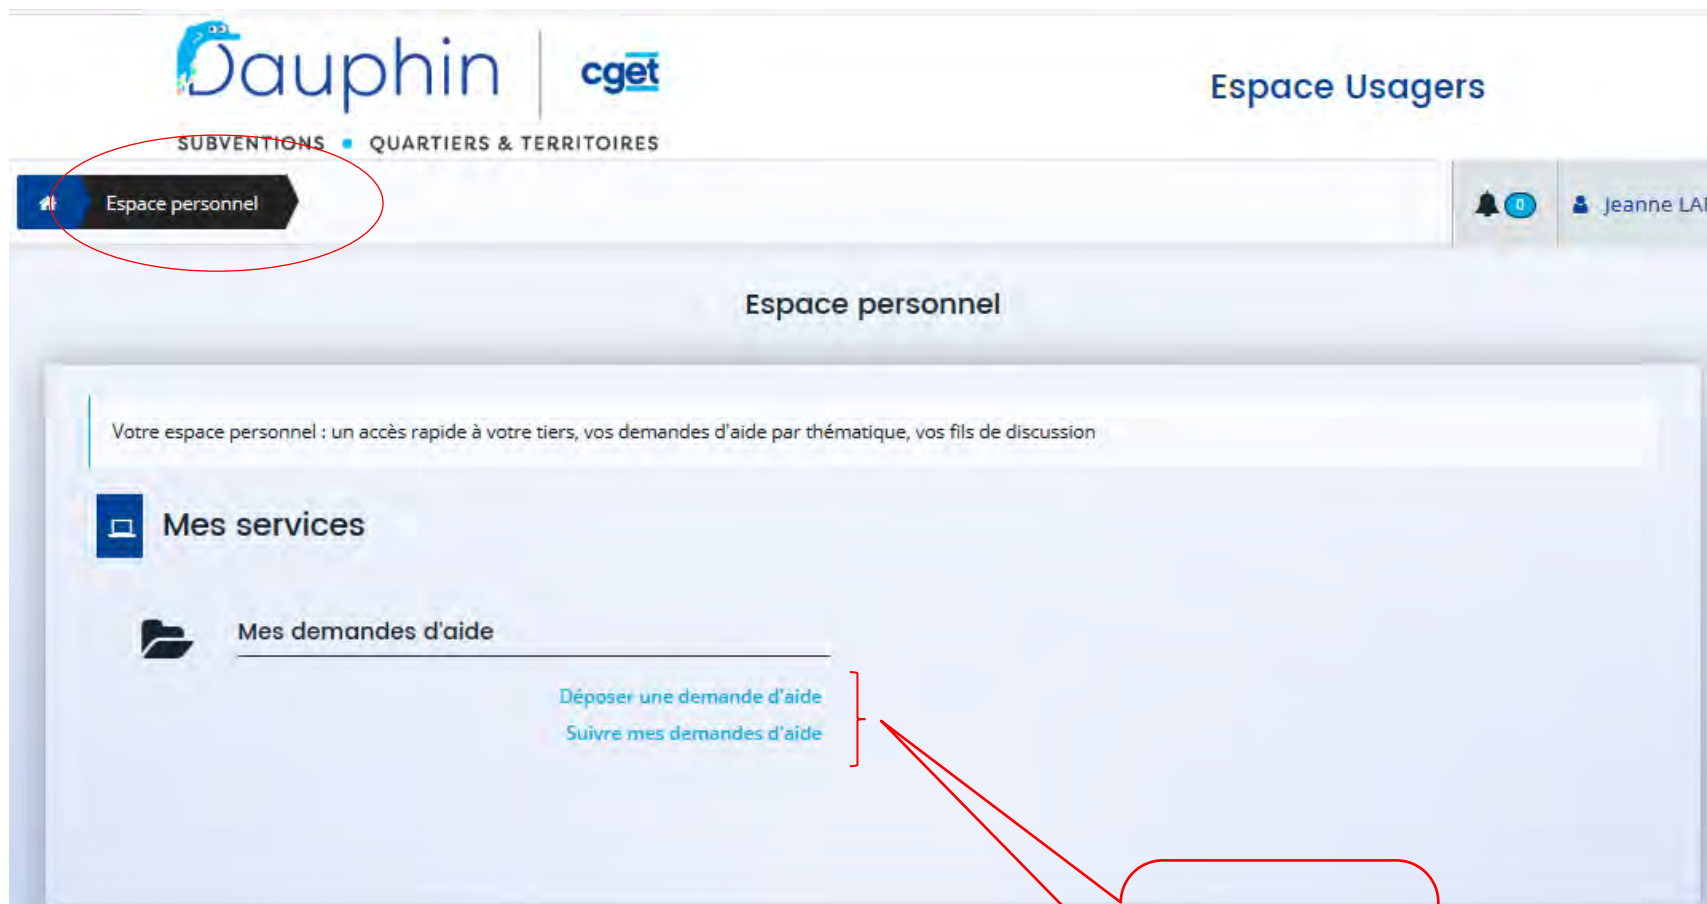 Dauphin cget
Espace Usagers
SUBVENTIONS • QUARTIERS & TERRITOIRES
Espace personnel
0
Jeanne
Espace personnel
Votre espace personnel : un accès rapide à votre tiers, vos demandes d'aide par thématique, vos fils de discussion
Mes services
Mes demandes d'aide
Déposer une demande d'aide
Suivre mes demandes d'aide